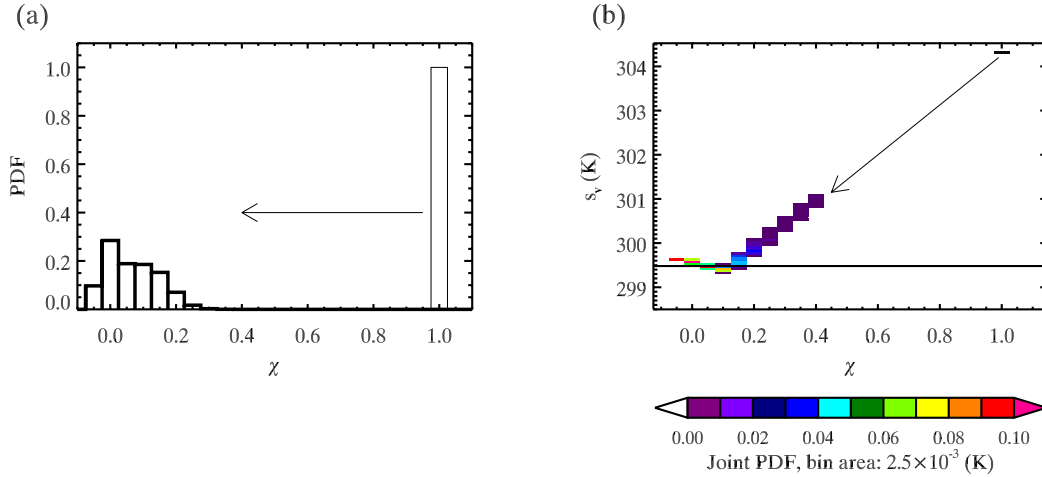 (a)
1.0
0.8
0.6
0.4
0.2
0.0
PDF
0.0 0.2 0.4 0.6 0.8 1.0
χ
(b)
304
303
302
301
300
299
s_v (K)
0.0 0.2 0.4 0.6 0.8 1.0
χ
0.00 0.02 0.04 0.06 0.08 0.10
Joint PDF, bin area: 2.5×10⁻³ (K)